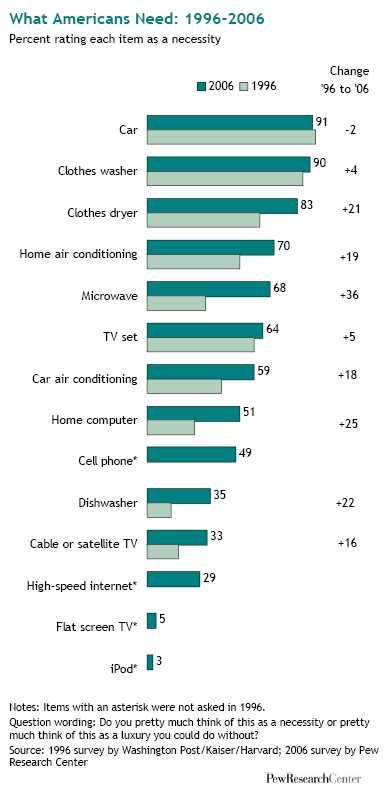 What Americans Need: 1996-2006
Percent rating each item as a necessity
Change
2006 1996 '96 to '06
Car 91 -2
Clothes washer 90 +4
Clothes dryer 83 +21
Home air conditioning 70 +19
Microwave 68 +36
TV set 64 +5
Car air conditioning 59 +18
Home computer 51 +25
Cell phone* 49
Dishwasher 35 +22
Cable or satellite TV 33 +16
High-speed internet* 29
Flat screen TV* 5
iPod* 3
Notes: Items with an asterisk were not asked in 1996.
Question wording: Do you pretty much think of this as a necessity or pretty
much think of this as a luxury you could do without?
Source: 1996 survey by Washington Post/Kaiser/Harvard; 2006 survey by Pew
Research Center
PewResearchCenter